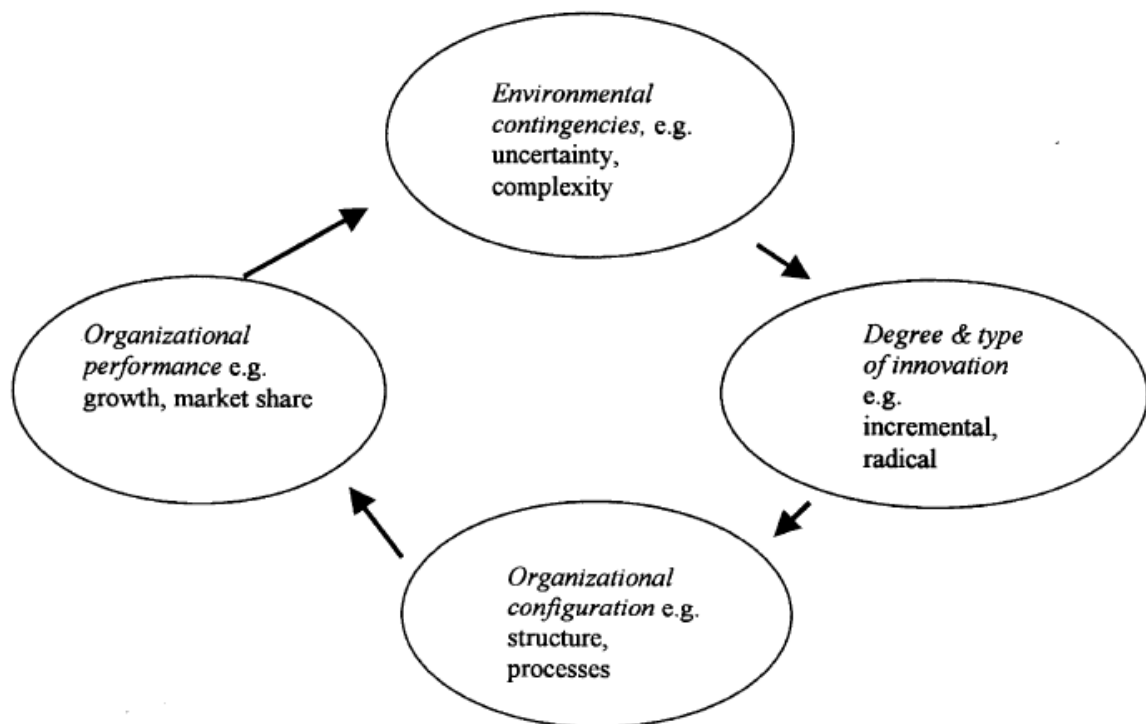 Environmental
contingencies, e.g.
uncertainty,
complexity
Organizational
performance e.g.
growth, market share
Degree & type
of innovation
e.g.
incremental,
radical
Organizational
configuration e.g.
structure,
processes